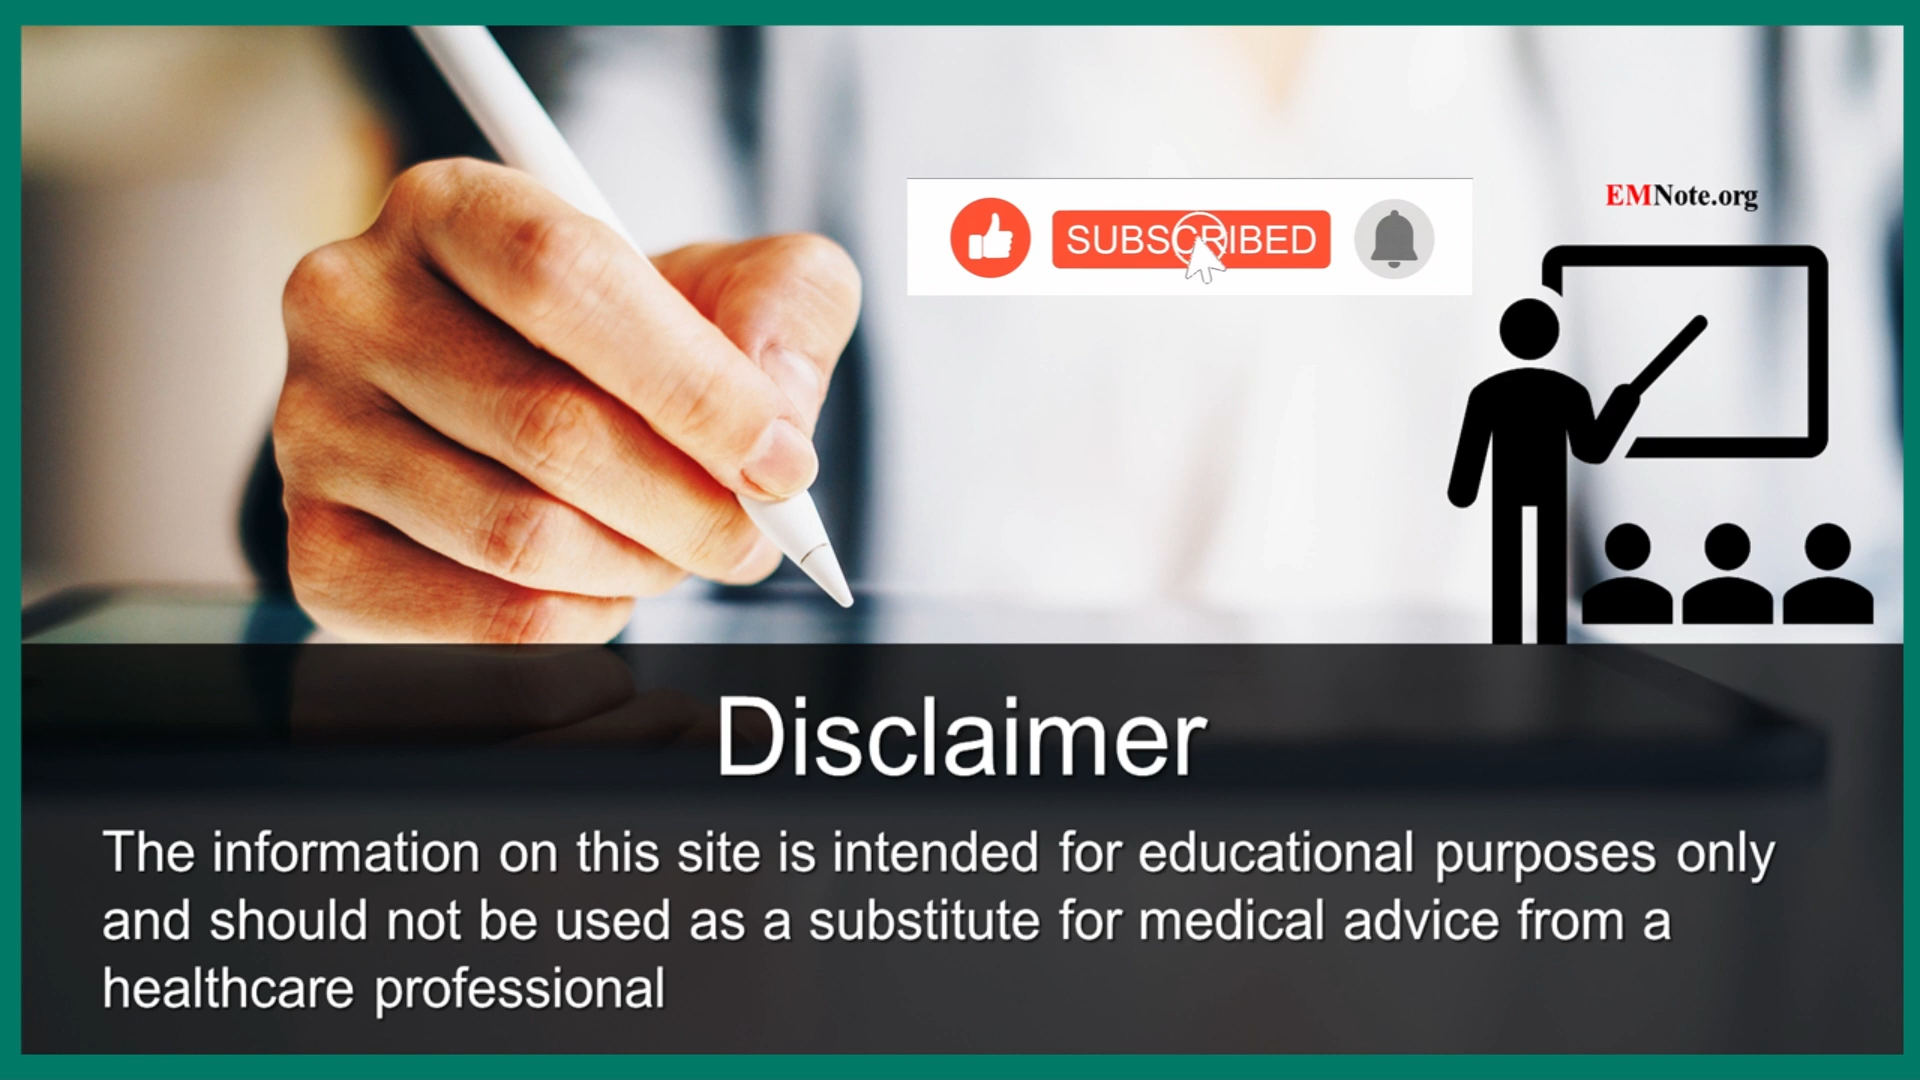 SUBSCRIBED
EMNote.org
Disclaimer
The information on this site is intended for educational purposes only
and should not be used as a substitute for medical advice from a
healthcare professional